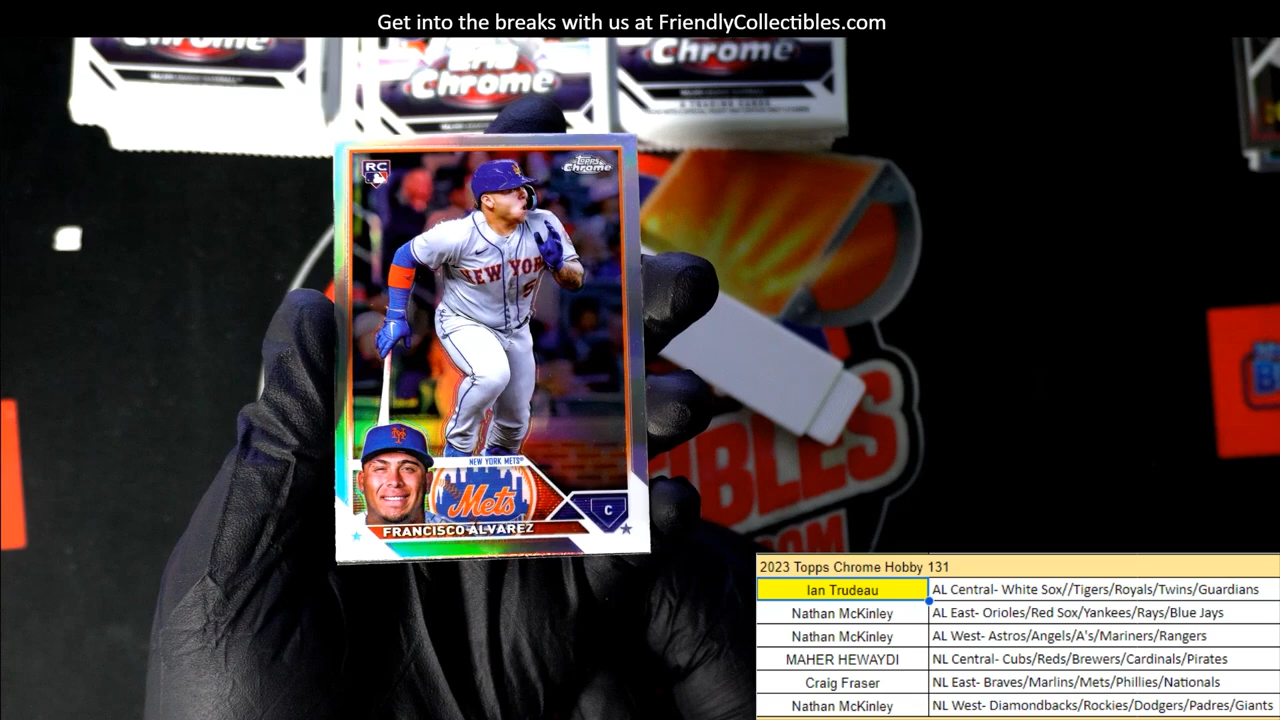 Get into the breaks with us at FriendlyCollectibles.com
Chrome
Chrome
Chrome
RC
Topps
Chrome
NEW YOR
5
NEW YORK METS
Mets
C
FRANCISCO ALVAREZ
BLES
2023 Topps Chrome Hobby 131
Ian Trudeau AL Central- White Sox//Tigers/Royals/Twins/Guardians
Nathan McKinley AL East- Orioles/Red Sox/Yankees/Rays/Blue Jays
Nathan McKinley AL West- Astros/Angels/A's/Mariners/Rangers
MAHER HEWAYDI NL Central- Cubs/Reds/Brewers/Cardinals/Pirates
Craig Fraser NL East- Braves/Marlins/Mets/Phillies/Nationals
Nathan McKinley NL West- Diamondbacks/Rockies/Dodgers/Padres/Giants